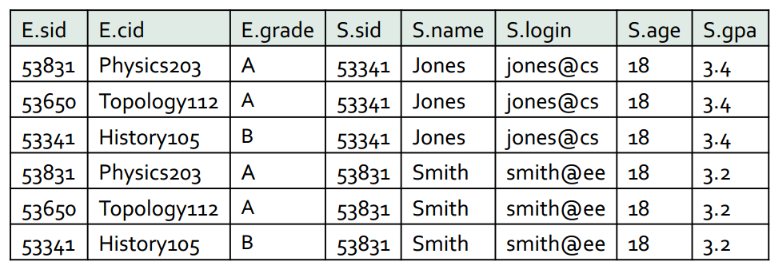 E.sid E.cid E.grade S.sid S.name S.login S.age S.gpa
53831 Physics203 A 53341 Jones jones@cs 18 3.4
53650 Topology112 A 53341 Jones jones@cs 18 3.4
53341 History105 B 53341 Jones jones@cs 18 3.4
53831 Physics203 A 53831 Smith smith@ee 18 3.2
53650 Topology112 A 53831 Smith smith@ee 18 3.2
53341 History105 B 53831 Smith smith@ee 18 3.2